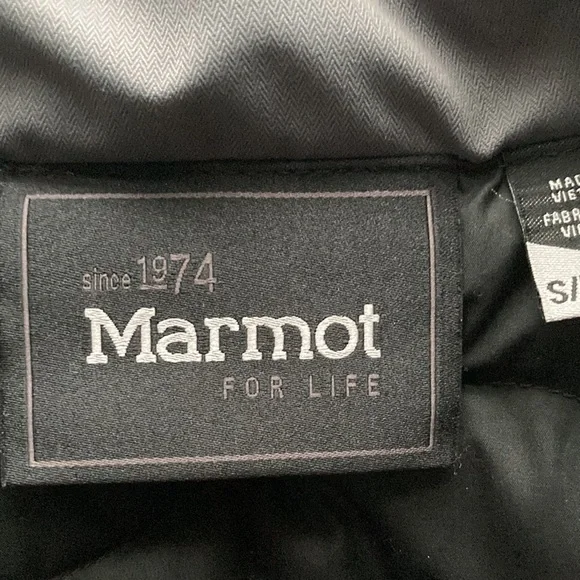 since 1974
Marmot
FOR LIFE
S/